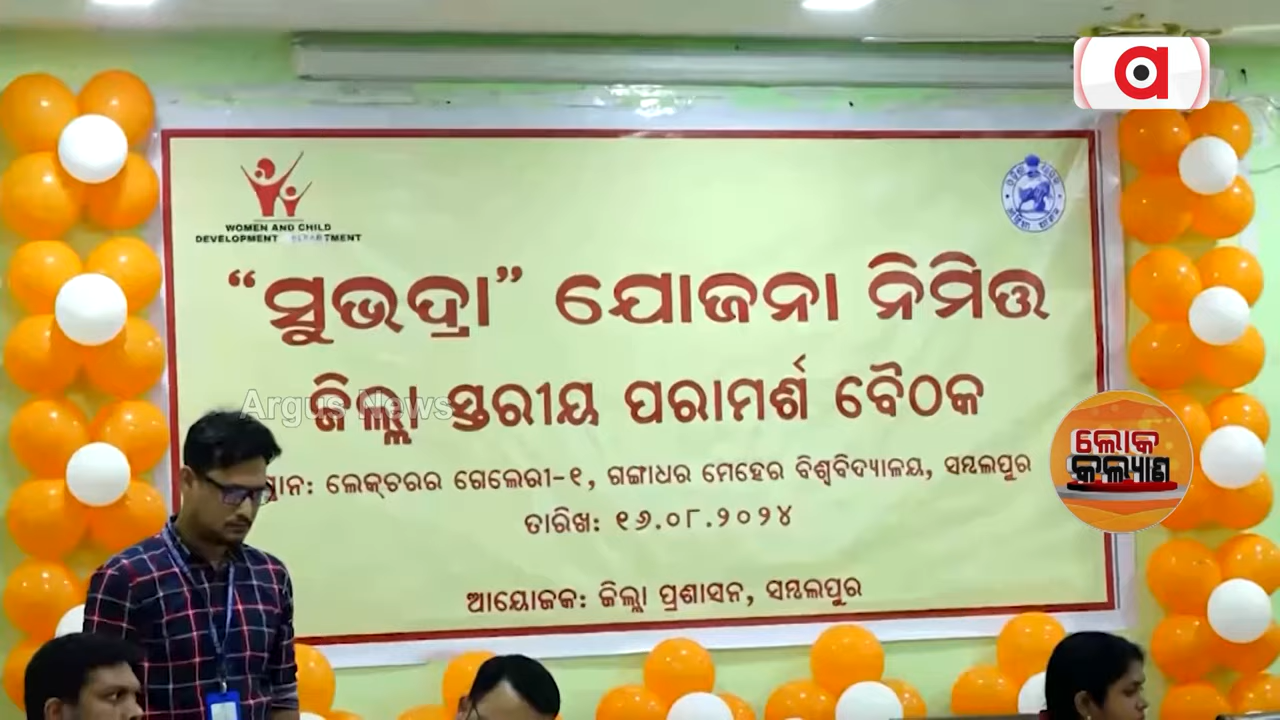 a
WOMEN AND CHILD
DEVELOPMENT DEPARTMENT
“ସୁଭଦ୍ରା” ଯୋଜନା ନିମିତ୍ତ
ଜିଲ୍ଲା ସ୍ତରୀୟ ପରାମର୍ଶ ବୈଠକ
Argus News
ସ୍ଥାନ: ଲେକ୍‌ଚରର ଗେଲେରୀ-୧, ଗଙ୍ଗାଧର ମେହେର ବିଶ୍ୱବିଦ୍ୟାଳୟ, ସମ୍ବଲପୁର
ତାରିଖ: ୧୬.୦୮.୨୦୨୪
ଆୟୋଜକ: ଜିଲ୍ଲା ପ୍ରଶାସନ, ସମ୍ବଲପୁର
ଲୋକ
କଲ୍ୟାଣ